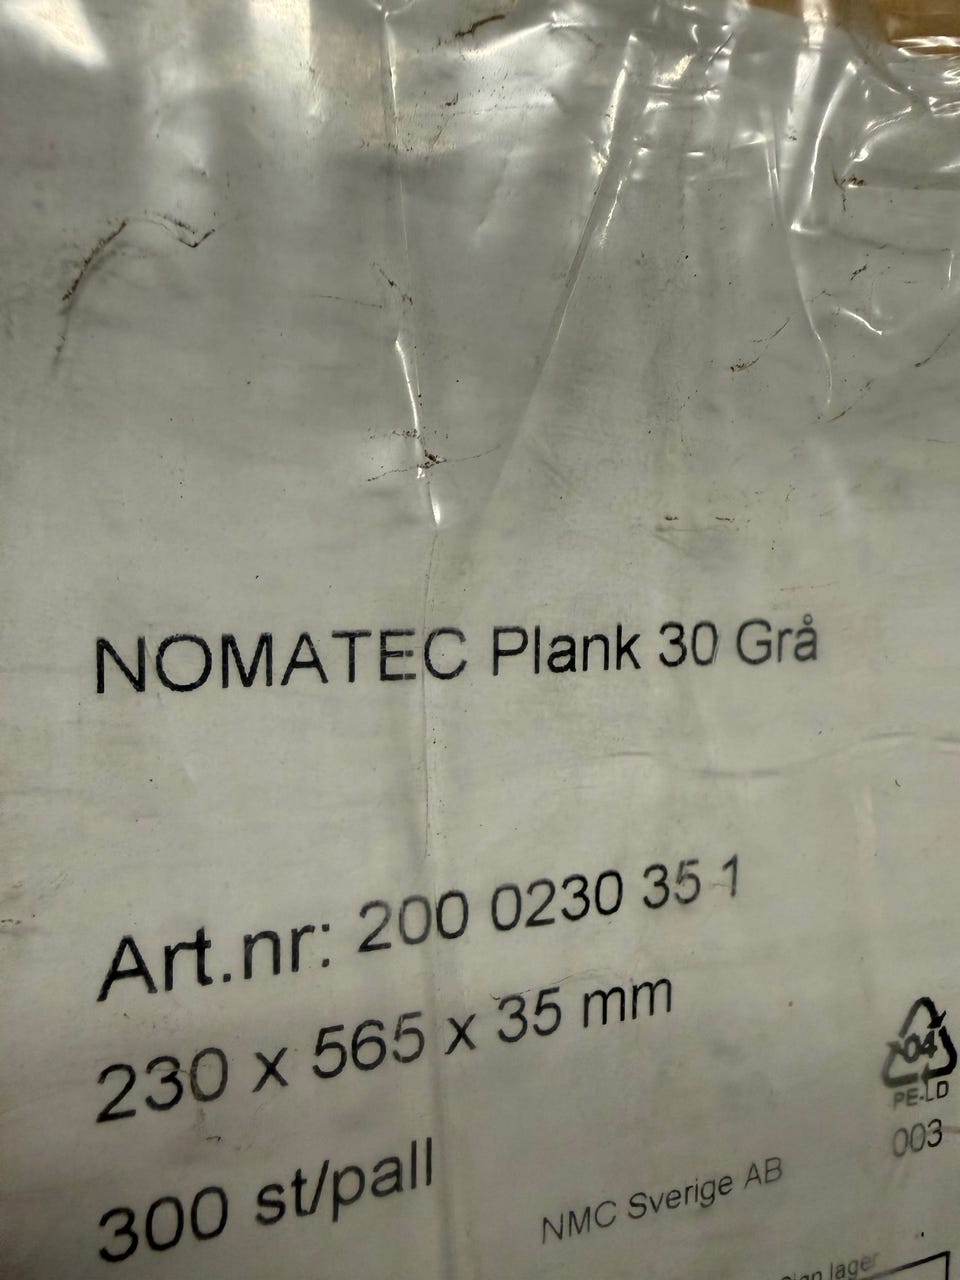 NOMATEC Plank 30 Grå
Art.nr: 200 0230 35 1
230 x 565 x 35 mm
300 st/pall
04
PE-LD
003
NMC Sverige AB
lager